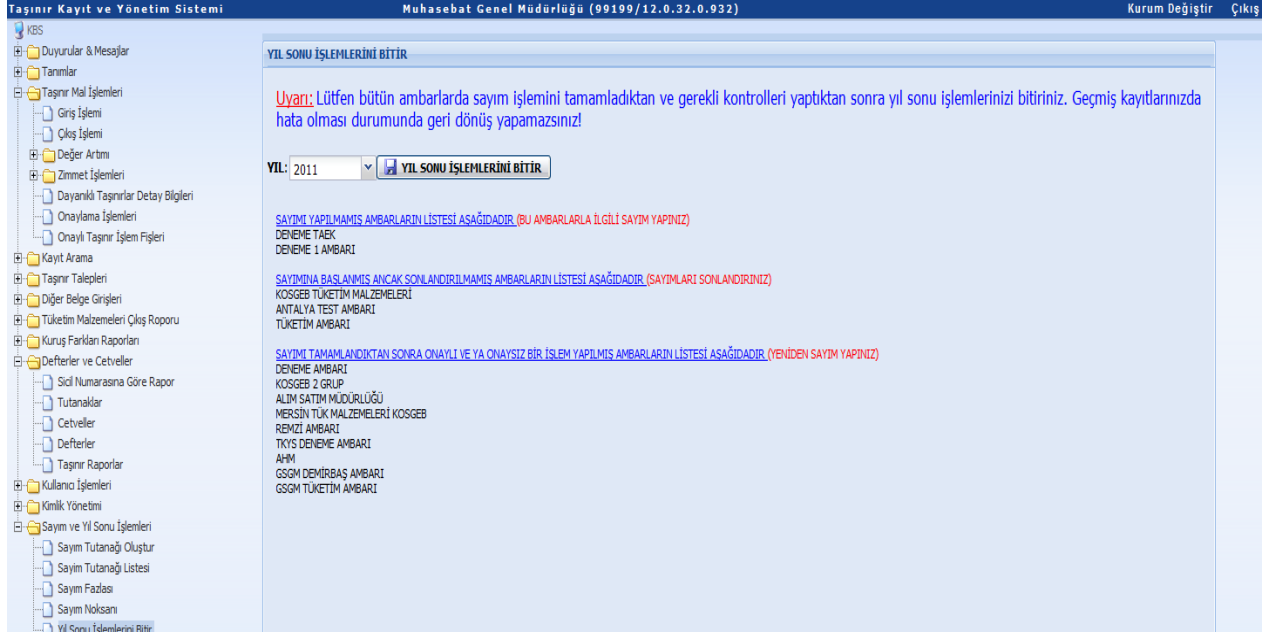 Taşınır Kayıt ve Yönetim Sistemi
Muhasebat Genel Müdürlüğü (99199/12.0.32.0.932)
Kurum Değiştir
Çıkış
KBS
Duyurular & Mesajlar
Tanımlar
Taşınır Mal İşlemleri
Giriş İşlemi
Çıkış İşlemi
Değer Artımı
Zimmet İşlemleri
Dayanıklı Taşınırlar Detay Bilgileri
Onaylama İşlemleri
Onaylı Taşınır İşlem Fişleri
Kayıt Arama
Taşınır Talepleri
Diğer Belge Girişleri
Tüketim Malzemeleri Çıkış Roporu
Kuruş Farkları Raporları
Defterler ve Cetveller
Sicil Numarasına Göre Rapor
Tutanaklar
Cetveller
Defterler
Taşınır Raporlar
Kullanıcı İşlemleri
Kimlik Yönetimi
Sayım ve Yıl Sonu İşlemleri
Sayım Tutanağı Oluştur
Sayim Tutanağı Listesi
Sayım Fazlası
Sayım Noksanı
Yıl Sonu İşlemlerini Bitir
YIL SONU İŞLEMLERİNİ BİTİR
Uyarı: Lütfen bütün ambarlarda sayım işlemini tamamladıktan ve gerekli kontrolleri yaptıktan sonra yıl sonu işlemlerinizi bitiriniz. Geçmiş kayıtlarınızda
hata olması durumunda geri dönüş yapamazsınız!
YIL: 2011 YIL SONU İŞLEMLERİNİ BİTİR
SAYIMI YAPILMAMIŞ AMBARLARIN LİSTESİ AŞAĞIDADIR (BU AMBARLARLA İLGİLİ SAYIM YAPINIZ)
DENEME TAEK
DENEME 1 AMBARI
SAYIMINA BAŞLANMIŞ ANCAK SONLANDIRILMAMIŞ AMBARLARIN LİSTESİ AŞAĞIDADIR (SAYIMLARI SONLANDIRINIZ)
KOSGEB TÜKETİM MALZEMELERİ
ANTALYA TEST AMBARI
TÜKETİM AMBARI
SAYIMI TAMAMLANDIKTAN SONRA ONAYLI VE YA ONAYSIZ BİR İŞLEM YAPILMIŞ AMBARLARIN LİSTESİ AŞAĞIDADIR (YENİDEN SAYIM YAPINIZ)
DENEME AMBARI
KOSGEB 2 GRUP
ALIM SATIM MÜDÜRLÜĞÜ
MERSİN TÜK MALZEMELERİ KOSGEB
REMZİ AMBARI
TKYS DENEME AMBARI
AHM
GSGM DEMİRBAŞ AMBARI
GSGM TÜKETİM AMBARI